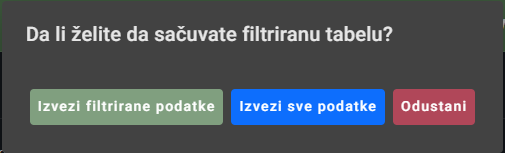 Da li želite da sačuvate filtriranu tabelu?
Izvezi filtrirane podatke Izvezi sve podatke Odustani